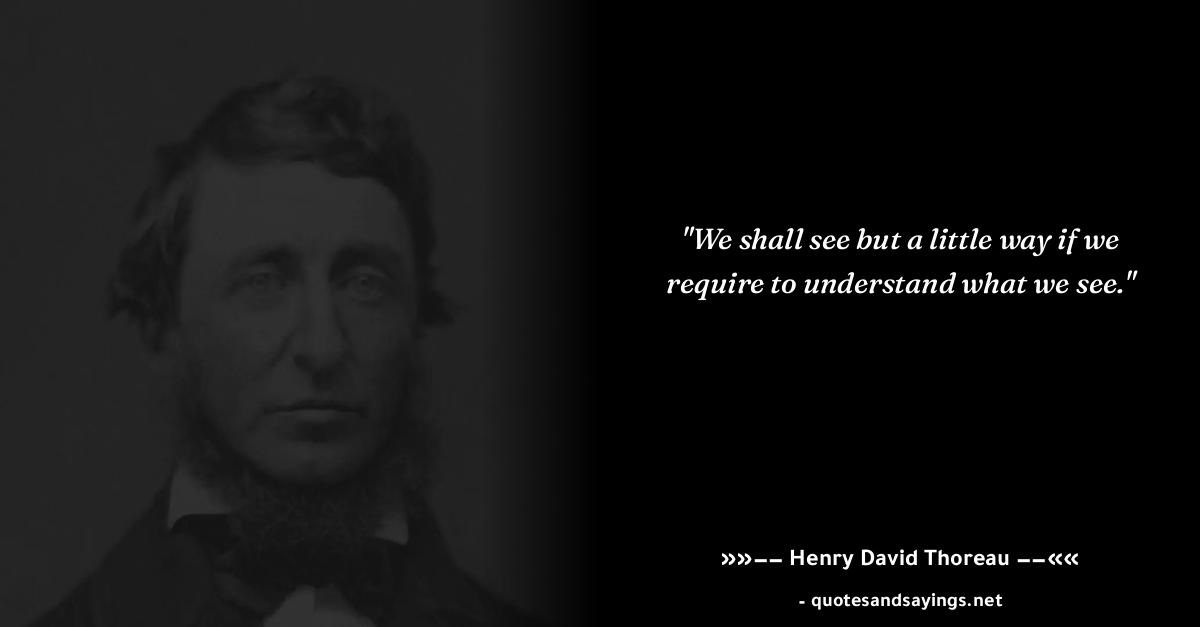 "We shall see but a little way if we
require to understand what we see."
»»−− Henry David Thoreau −−««
- quotesandsayings.net